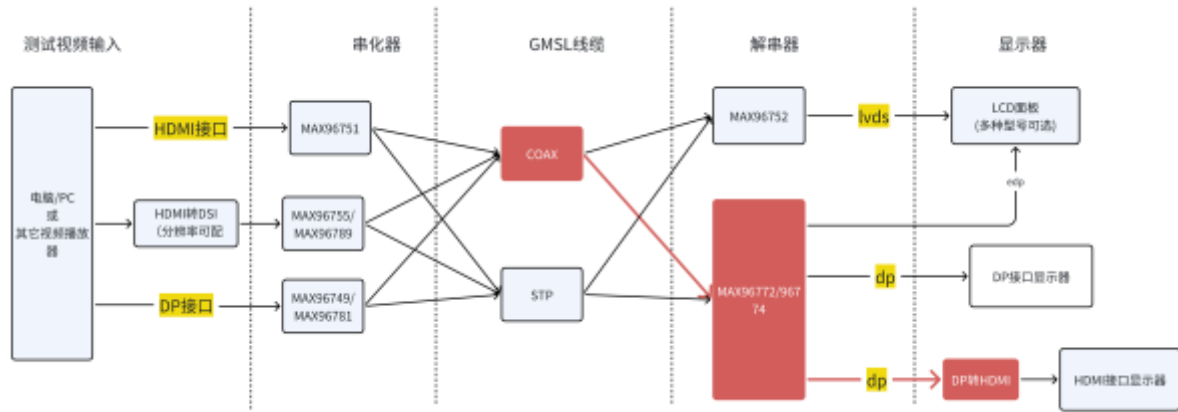 测试视频输入
串化器
GMSL线缆
解串器
显示器
电脑/PC
或
其它视频播放
器
HDMI接口
HDMI转DSI
(分辨率可配
DP接口
MAX96751
MAX96755/
MAX96789
MAX96749/
MAX96781
COAX
STP
MAX96752
MAX96772/967
74
lvds
edp
dp
dp
LCD面板
(多种型号可选)
DP接口显示器
DP转HDMI
HDMI接口显示器